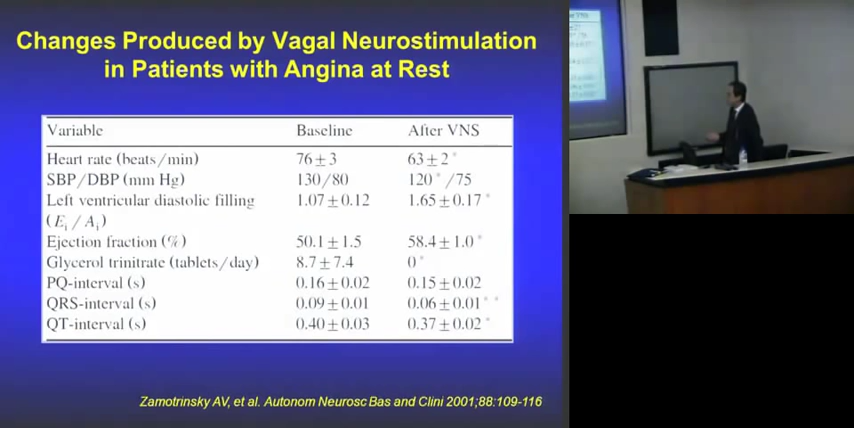 Changes Produced by Vagal Neurostimulation
in Patients with Angina at Rest
Variable Baseline After VNS
Heart rate (beats/min) 76±3 63±2*
SBP/DBP (mm Hg) 130/80 120*/75
Left ventricular diastolic filling 1.07±0.12 1.65±0.17*
(Ei/Ai)
Ejection fraction (%) 50.1±1.5 58.4±1.0*
Glycerol trinitrate (tablets/day) 8.7±7.4 0*
PQ-interval (s) 0.16±0.02 0.15±0.02
QRS-interval (s) 0.09±0.01 0.06±0.01**
QT-interval (s) 0.40±0.03 0.37±0.02*
Zamotrinsky AV, et al. Autonom Neurosc Bas and Clini 2001;88:109-116